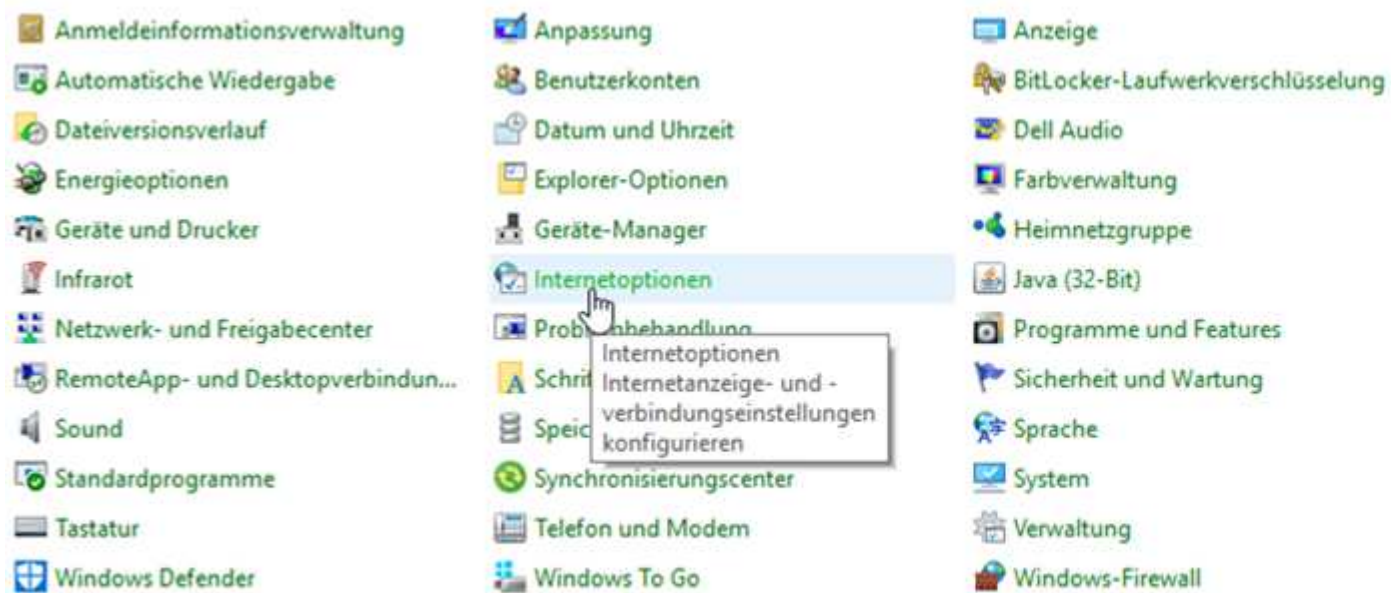 Anmeldeinformationsverwaltung
Anpassung
Anzeige
Automatische Wiedergabe
Benutzerkonten
BitLocker-Laufwerkverschlüsselung
Dateiversionsverlauf
Datum und Uhrzeit
Dell Audio
Energieoptionen
Explorer-Optionen
Farbverwaltung
Geräte und Drucker
Geräte-Manager
Heimnetzgruppe
Infrarot
Internetoptionen
Java (32-Bit)
Netzwerk- und Freigabecenter
Programme und Features
RemoteApp- und Desktopverbindun...
Internetoptionen
Internetanzeige- und -
verbindungseinstellungen
konfigurieren
Sicherheit und Wartung
Sound
Sprache
Standardprogramme
Synchronisierungscenter
System
Tastatur
Telefon und Modem
Verwaltung
Windows Defender
Windows To Go
Windows-Firewall